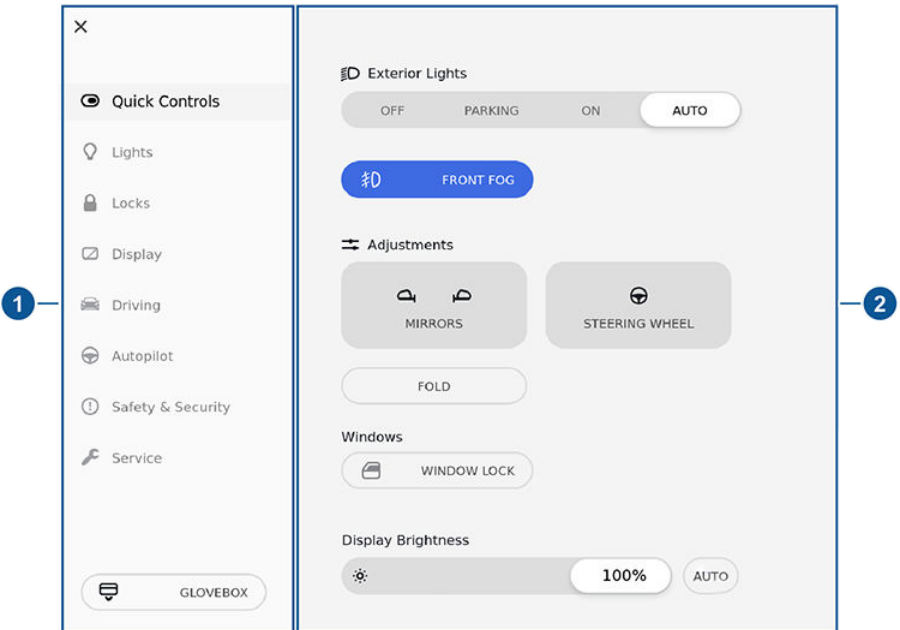 Quick Controls
Lights
Locks
Display
Driving
Autopilot
Safety & Security
Service
GLOVEBOX
1
Exterior Lights
OFF PARKING ON AUTO
FRONT FOG
Adjustments
MIRRORS STEERING WHEEL
FOLD
Windows
WINDOW LOCK
Display Brightness
100% AUTO
2